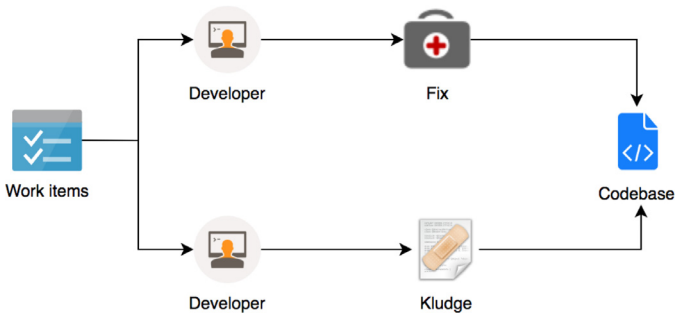 Developer
Fix
Work items
Codebase
Developer
Kludge